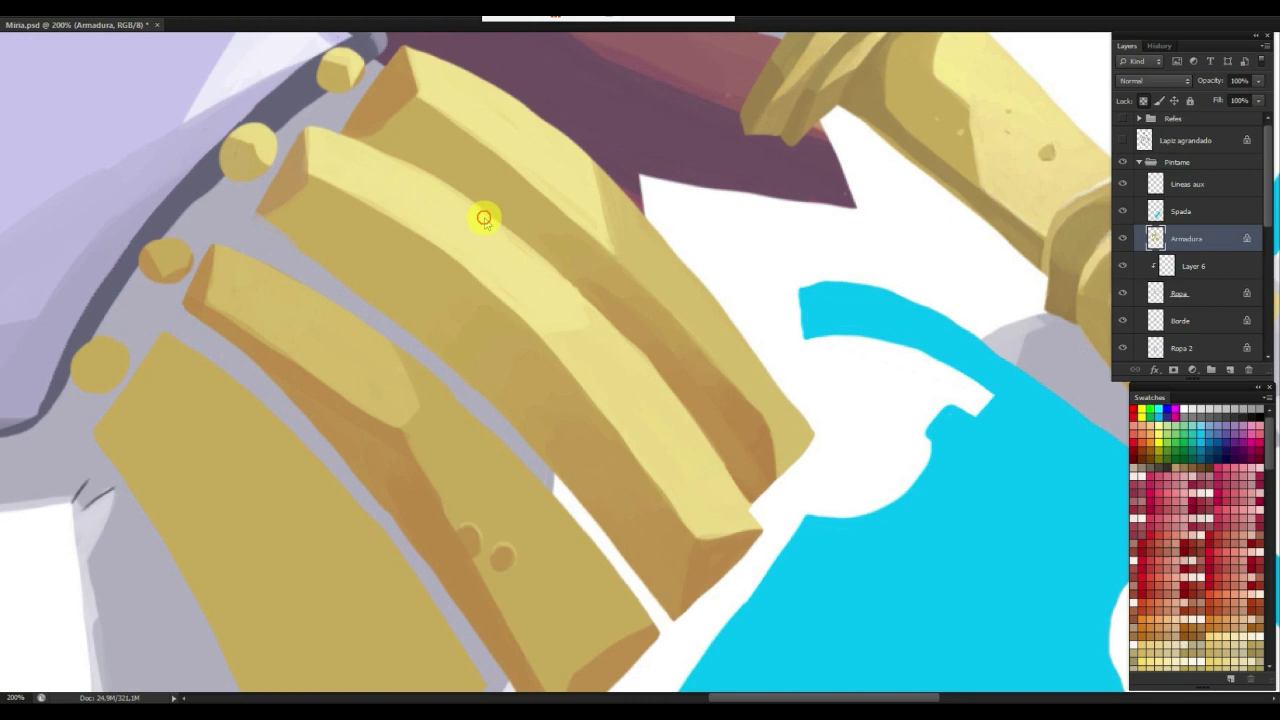 Miria.psd @ 200% (Armadura, RGB/8) * ×
Layers History
Kind
Normal Opacity: 100%
Lock: Fill: 100%
Refes
Lapiz agrandado
Pintame
Lineas aux
Spada
Armadura
Layer 6
Ropa
Borde
Ropa 2
fx
Swatches
200% Doc: 24,9M/321,1M